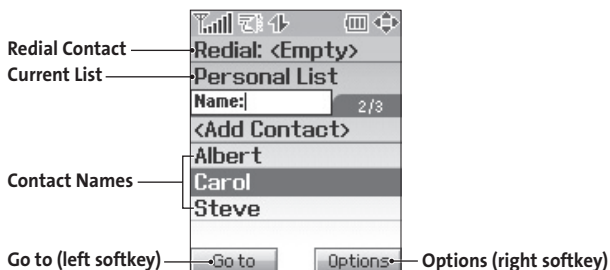 Redial Contact
Redial: <Empty>
Current List
Personal List
Name:
2/3
<Add Contact>
Contact Names
Albert
Carol
Steve
Go to (left softkey)
Go to
Options
Options (right softkey)